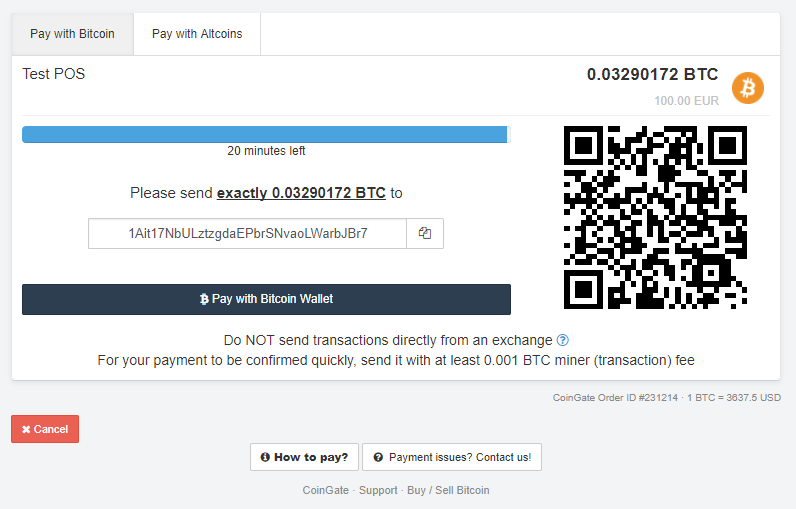 Pay with Bitcoin
Pay with Altcoins
Test POS
0.03290172 BTC
100.00 EUR
20 minutes left
Please send exactly 0.03290172 BTC to
1Ait17NbULztzgdaEPbrSNvaoLWarbJBr7
Pay with Bitcoin Wallet
Do NOT send transactions directly from an exchange
For your payment to be confirmed quickly, send it with at least 0.001 BTC miner (transaction) fee
CoinGate Order ID #231214 · 1 BTC = 3637.5 USD
Cancel
How to pay?
Payment issues? Contact us!
CoinGate · Support · Buy / Sell Bitcoin